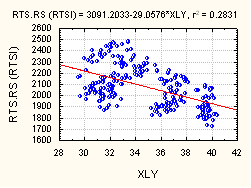 RTS.RS (RTSI) = 3091.2033-29.0576*XLY, r² = 0.2831
RTS.RS (RTSI)
2600
2500
2400
2300
2200
2100
2000
1900
1800
1700
1600
28 30 32 34 36 38 40 42
XLY